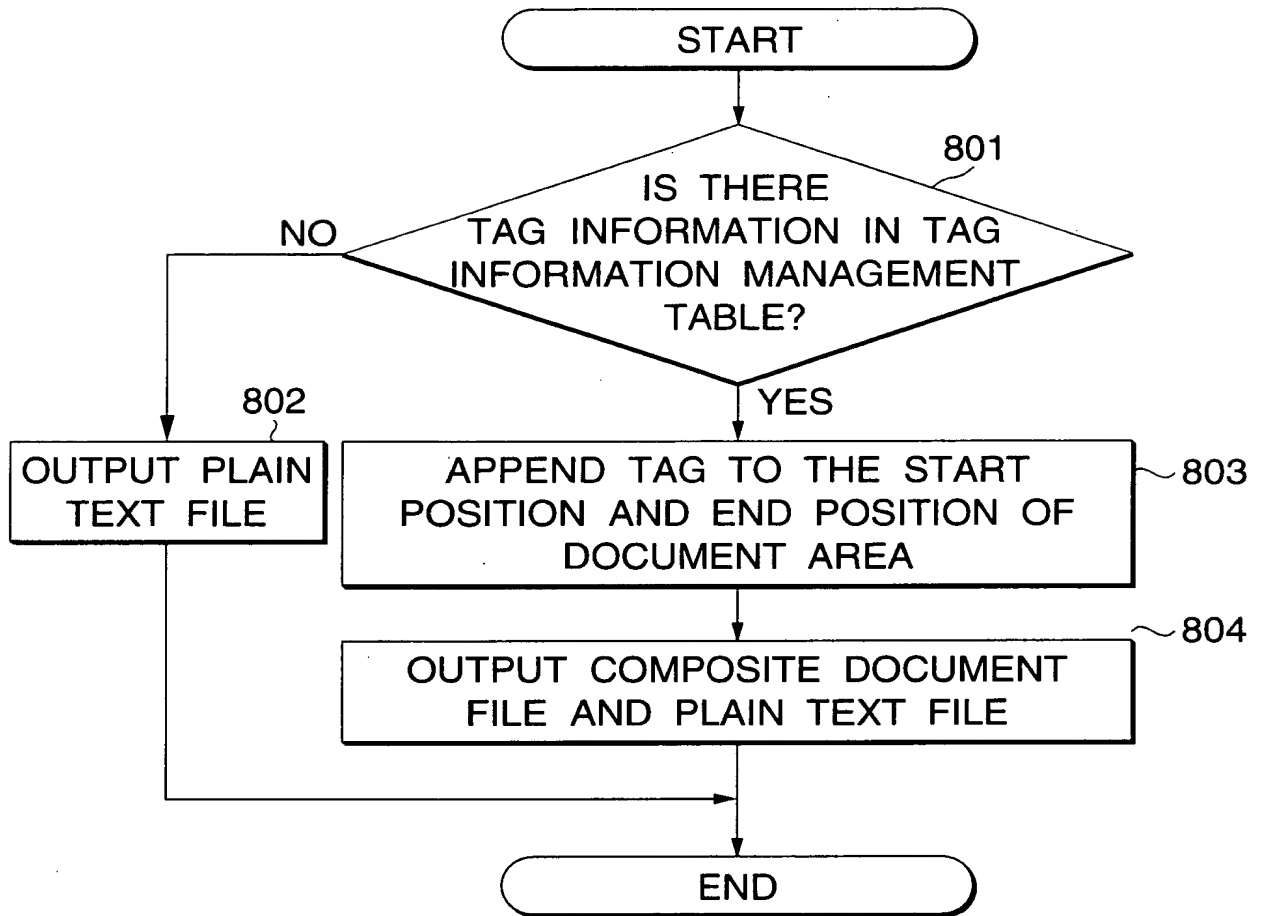 START
801
IS THERE
TAG INFORMATION IN TAG
INFORMATION MANAGEMENT
TABLE?
NO
YES
802
OUTPUT PLAIN
TEXT FILE
APPEND TAG TO THE START
POSITION AND END POSITION OF
DOCUMENT AREA
803
OUTPUT COMPOSITE DOCUMENT
FILE AND PLAIN TEXT FILE
804
END